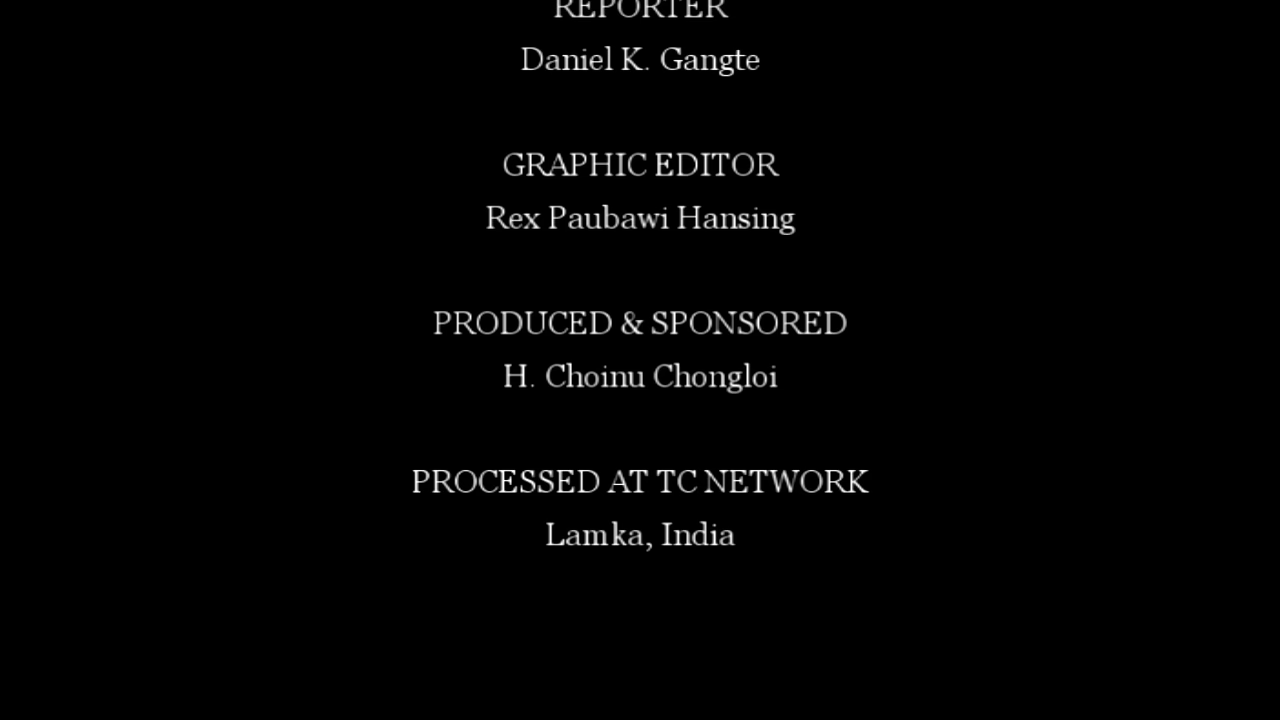 REPORTER
Daniel K. Gangte
GRAPHIC EDITOR
Rex Paubawi Hansing
PRODUCED & SPONSORED
H. Choinu Chongloi
PROCESSED AT TC NETWORK
Lamka, India